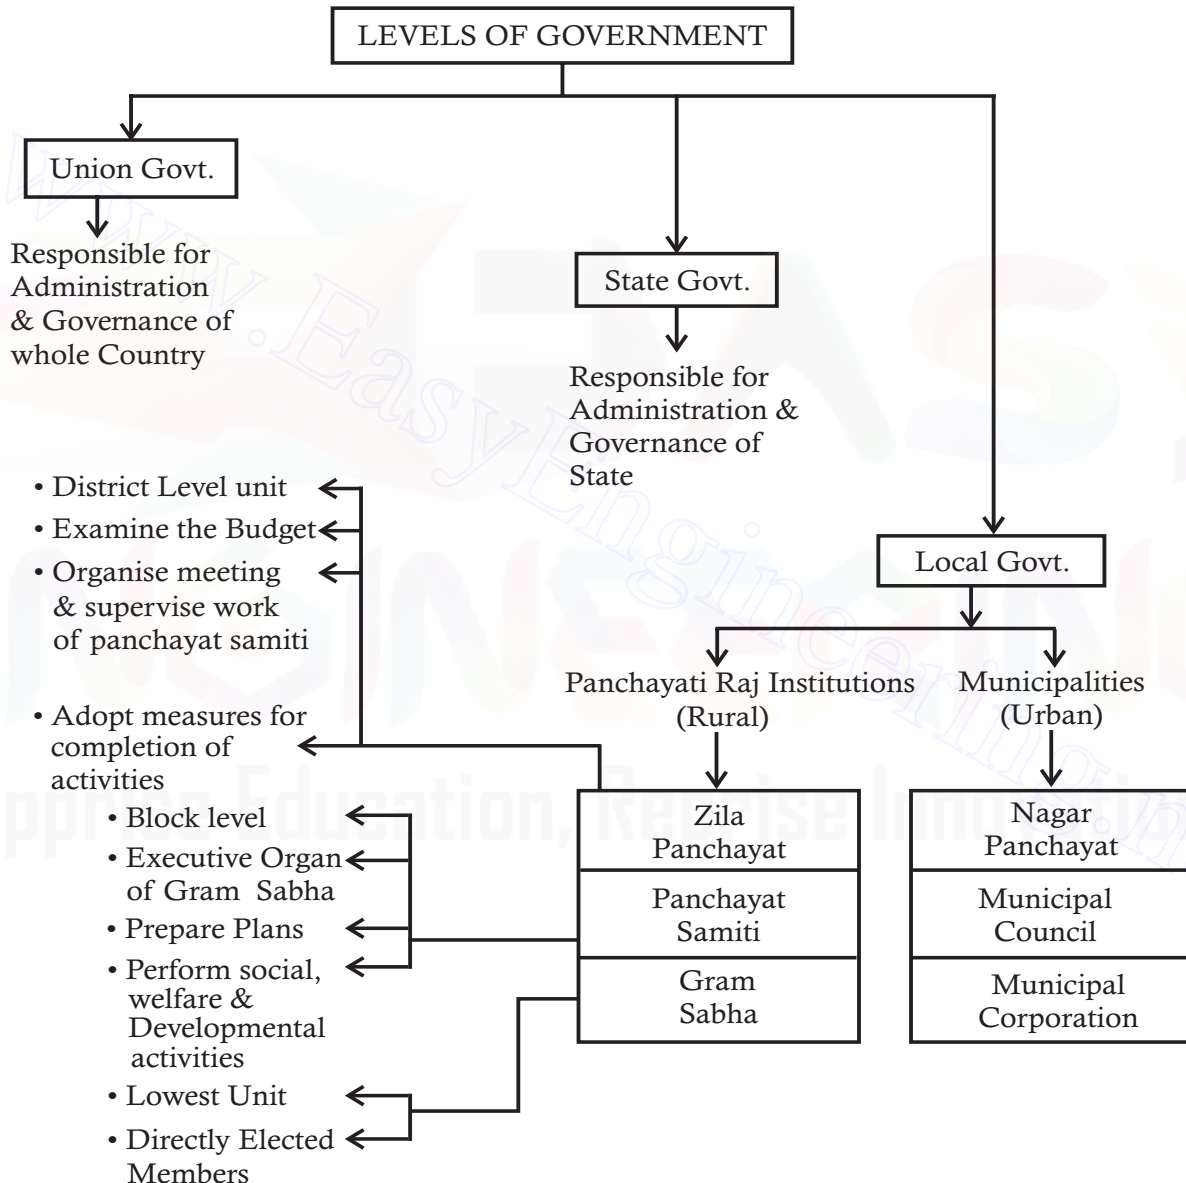 LEVELS OF GOVERNMENT
Union Govt.
Responsible for
Administration
& Governance of
whole Country
State Govt.
Responsible for
Administration &
Governance of
State
Local Govt.
Panchayati Raj Institutions
(Rural)
Municipalities
(Urban)
• District Level unit
• Examine the Budget
• Organise meeting
& supervise work
of panchayat samiti
• Adopt measures for
completion of
activities
• Block level
• Executive Organ
of Gram Sabha
• Prepare Plans
• Perform social,
welfare &
Developmental
activities
• Lowest Unit
• Directly Elected
Members
Zila
Panchayat
Panchayat
Samiti
Gram
Sabha
Nagar
Panchayat
Municipal
Council
Municipal
Corporation
www.EasyEngineering.n